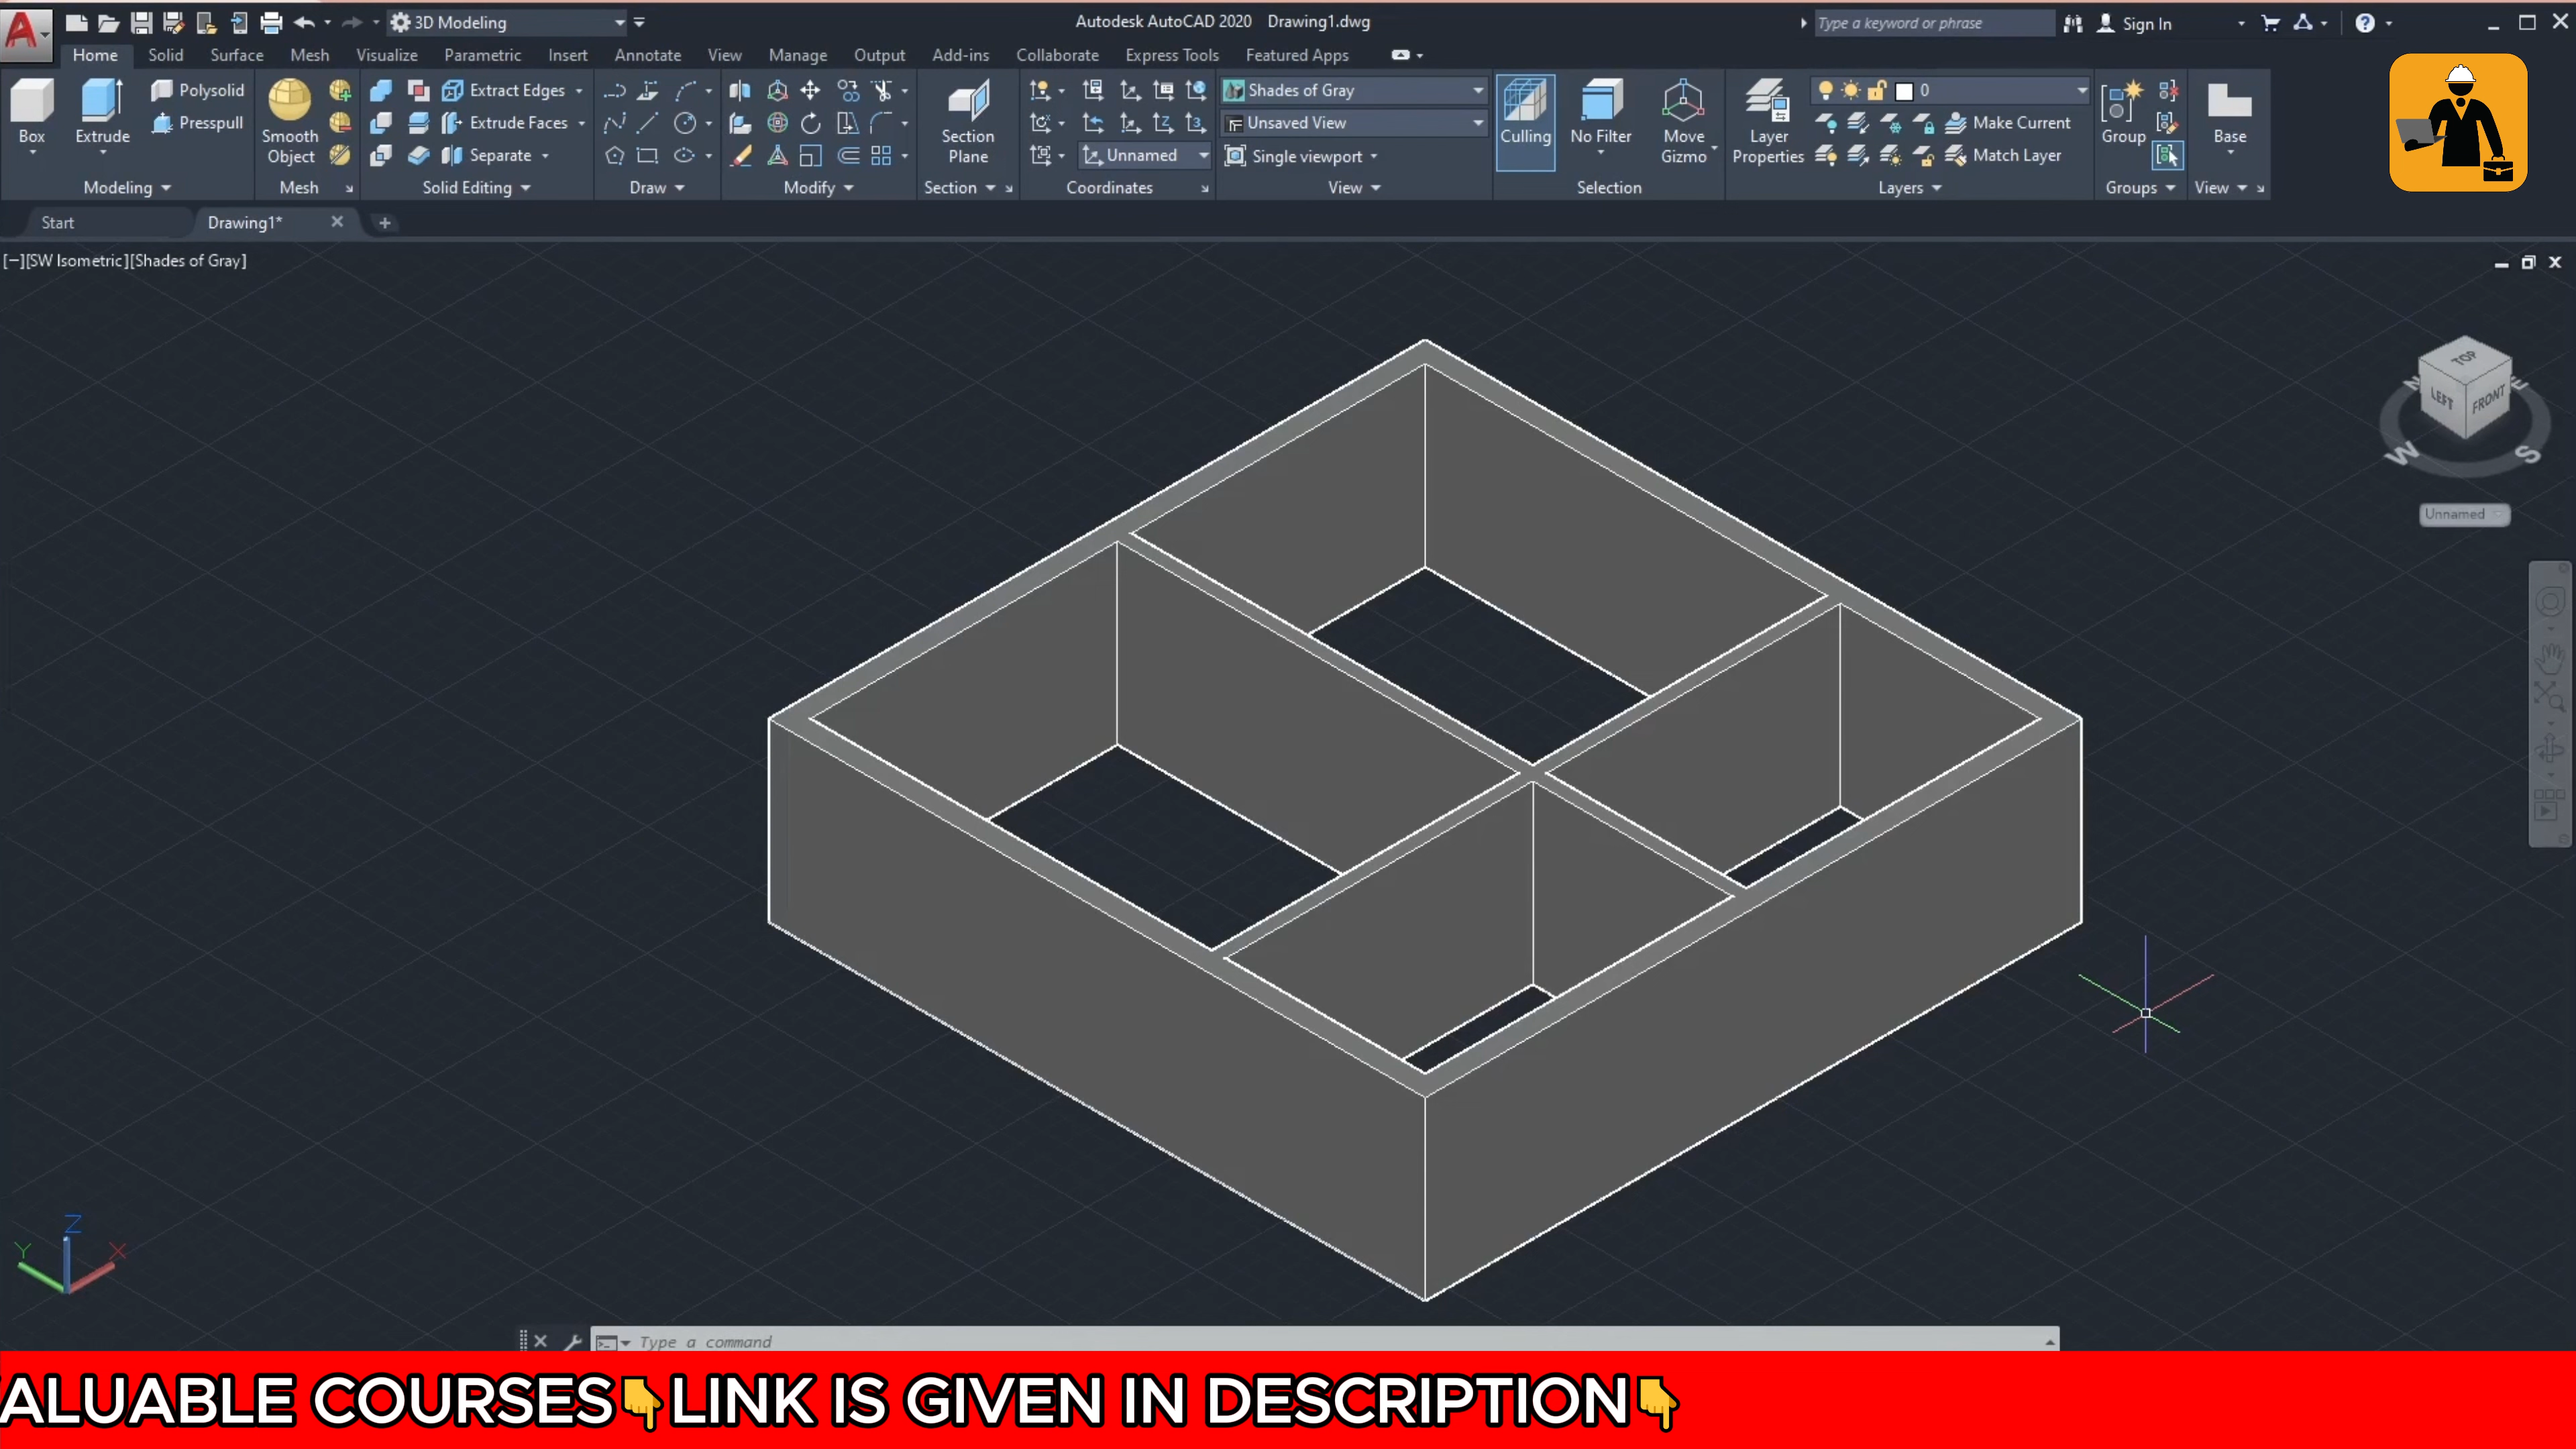 3D Modeling
Autodesk AutoCAD 2020 Drawing1.dwg
Type a keyword or phrase
Sign In
Home Solid Surface Mesh Visualize Parametric Insert Annotate View Manage Output Add-ins Collaborate Express Tools Featured Apps
Box
Extrude
Polysolid
Presspull
Modeling
Smooth
Object
Mesh
Extract Edges
Extrude Faces
Separate
Solid Editing
Draw
Modify
Section
Plane
Section
Unnamed
Coordinates
Shades of Gray
Unsaved View
Single viewport
View
Culling
No Filter
Move
Gizmo
Selection
Layer
Properties
0
Make Current
Match Layer
Layers
Group
Groups
Base
View
Start
Drawing1*
[−][SW Isometric][Shades of Gray]
TOP
LEFT
FRONT
N
E
W
S
Unnamed
Z
Y
X
Type a command
ALUABLE COURSES👇LINK IS GIVEN IN DESCRIPTION👇